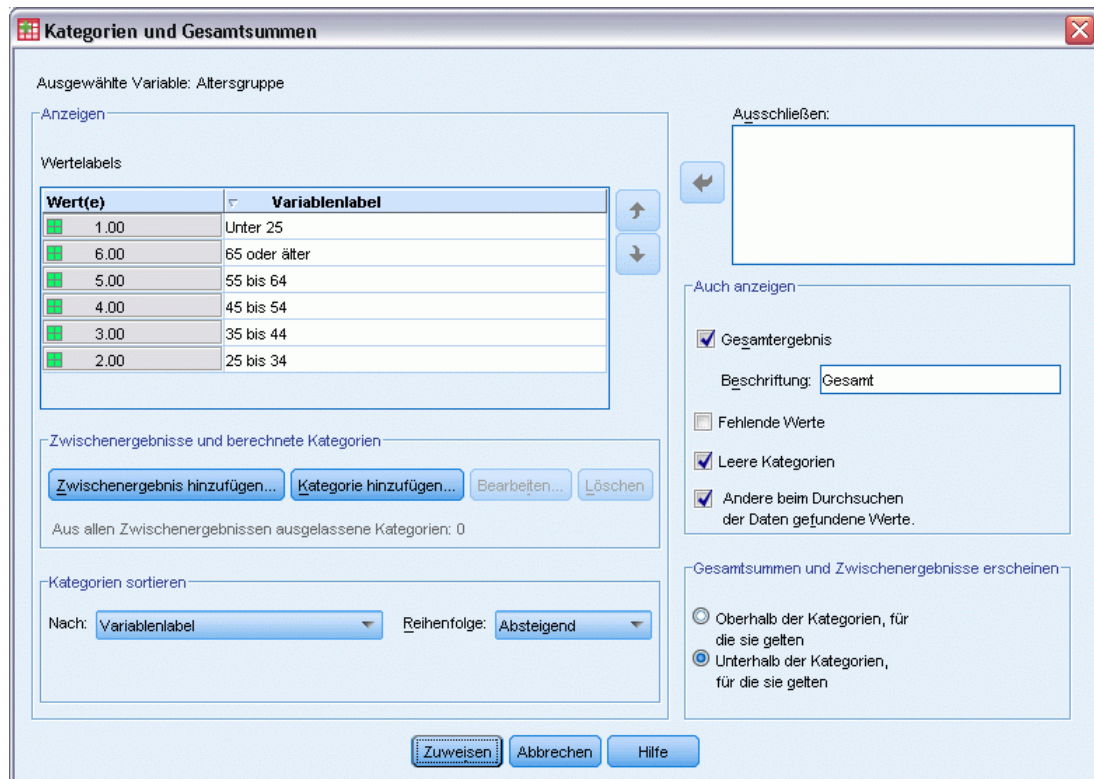 Kategorien und Gesamtsummen
Ausgewählte Variable: Altersgruppe
Anzeigen
Wertelabels
Wert(e) Variablenlabel
1.00 Unter 25
6.00 65 oder älter
5.00 55 bis 64
4.00 45 bis 54
3.00 35 bis 44
2.00 25 bis 34
Zwischenergebnisse und berechnete Kategorien
Zwischenergebnis hinzufügen... Kategorie hinzufügen... Bearbeiten... Löschen
Aus allen Zwischenergebnissen ausgelassene Kategorien: 0
Kategorien sortieren
Nach: Variablenlabel Reihenfolge: Absteigend
Ausschließen:
Auch anzeigen
Gesamtergebnis
Beschriftung: Gesamt
Fehlende Werte
Leere Kategorien
Andere beim Durchsuchen
der Daten gefundene Werte.
Gesamtsummen und Zwischenergebnisse erscheinen
Oberhalb der Kategorien, für
die sie gelten
Unterhalb der Kategorien,
für die sie gelten
Zuweisen Abbrechen Hilfe